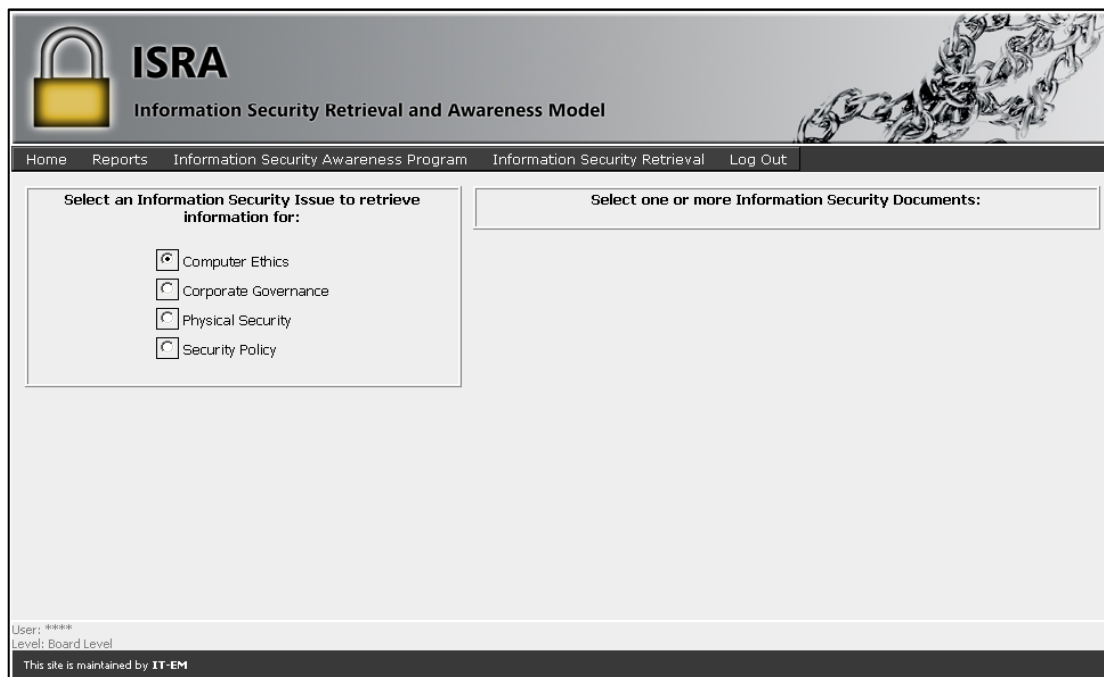 ISRA
Information Security Retrieval and Awareness Model
Home Reports Information Security Awareness Program Information Security Retrieval Log Out
Select an Information Security Issue to retrieve
information for:
Computer Ethics
Corporate Governance
Physical Security
Security Policy
Select one or more Information Security Documents:
User: ****
Level: Board Level
This site is maintained by IT-EM